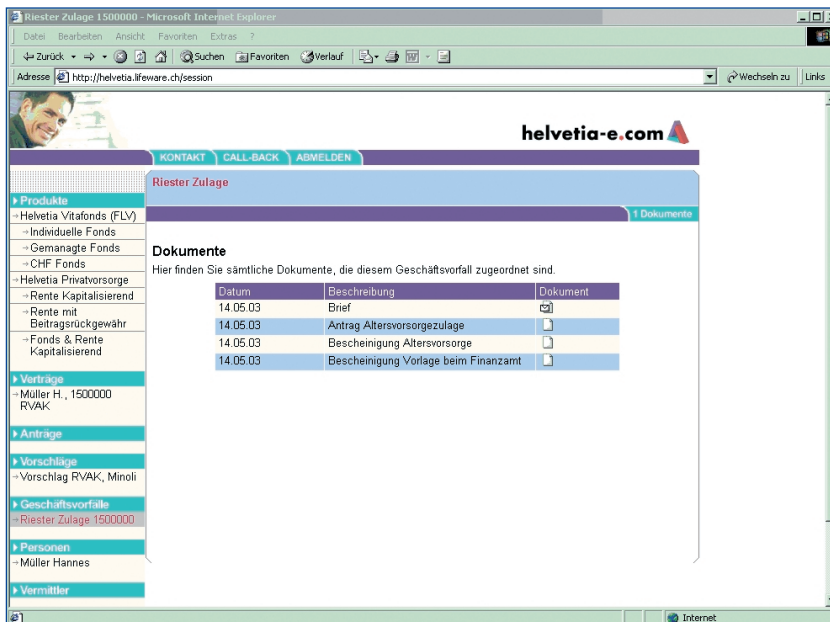 Riester Zulage 1500000 - Microsoft Internet Explorer
Datei Bearbeiten Ansicht Favoriten Extras ?
Zurück Suchen Favoriten Verlauf
Adresse http://helvetia.lifeware.ch/session Wechseln zu Links
helvetia-e.com
KONTAKT CALL-BACK ABMELDEN
Riester Zulage
1 Dokumente
Produkte
Helvetia Vitafonds (FLV)
Individuelle Fonds
Gemanagte Fonds
CHF Fonds
Helvetia Privatvorsorge
Rente Kapitalisierend
Rente mit
Beitragsrückgewähr
Fonds & Rente
Kapitalisierend
Verträge
Müller H., 1500000
RVAK
Anträge
Vorschläge
Vorschlag RVAK, Minoli
Geschäftsvorfälle
Riester Zulage 1500000
Personen
Müller Hannes
Vermittler
Dokumente
Hier finden Sie sämtliche Dokumente, die diesem Geschäftsvorfall zugeordnet sind.
Datum Beschreibung Dokument
14.05.03 Brief
14.05.03 Antrag Altersvorsorgezulage
14.05.03 Bescheinigung Altersvorsorge
14.05.03 Bescheinigung Vorlage beim Finanzamt
Internet